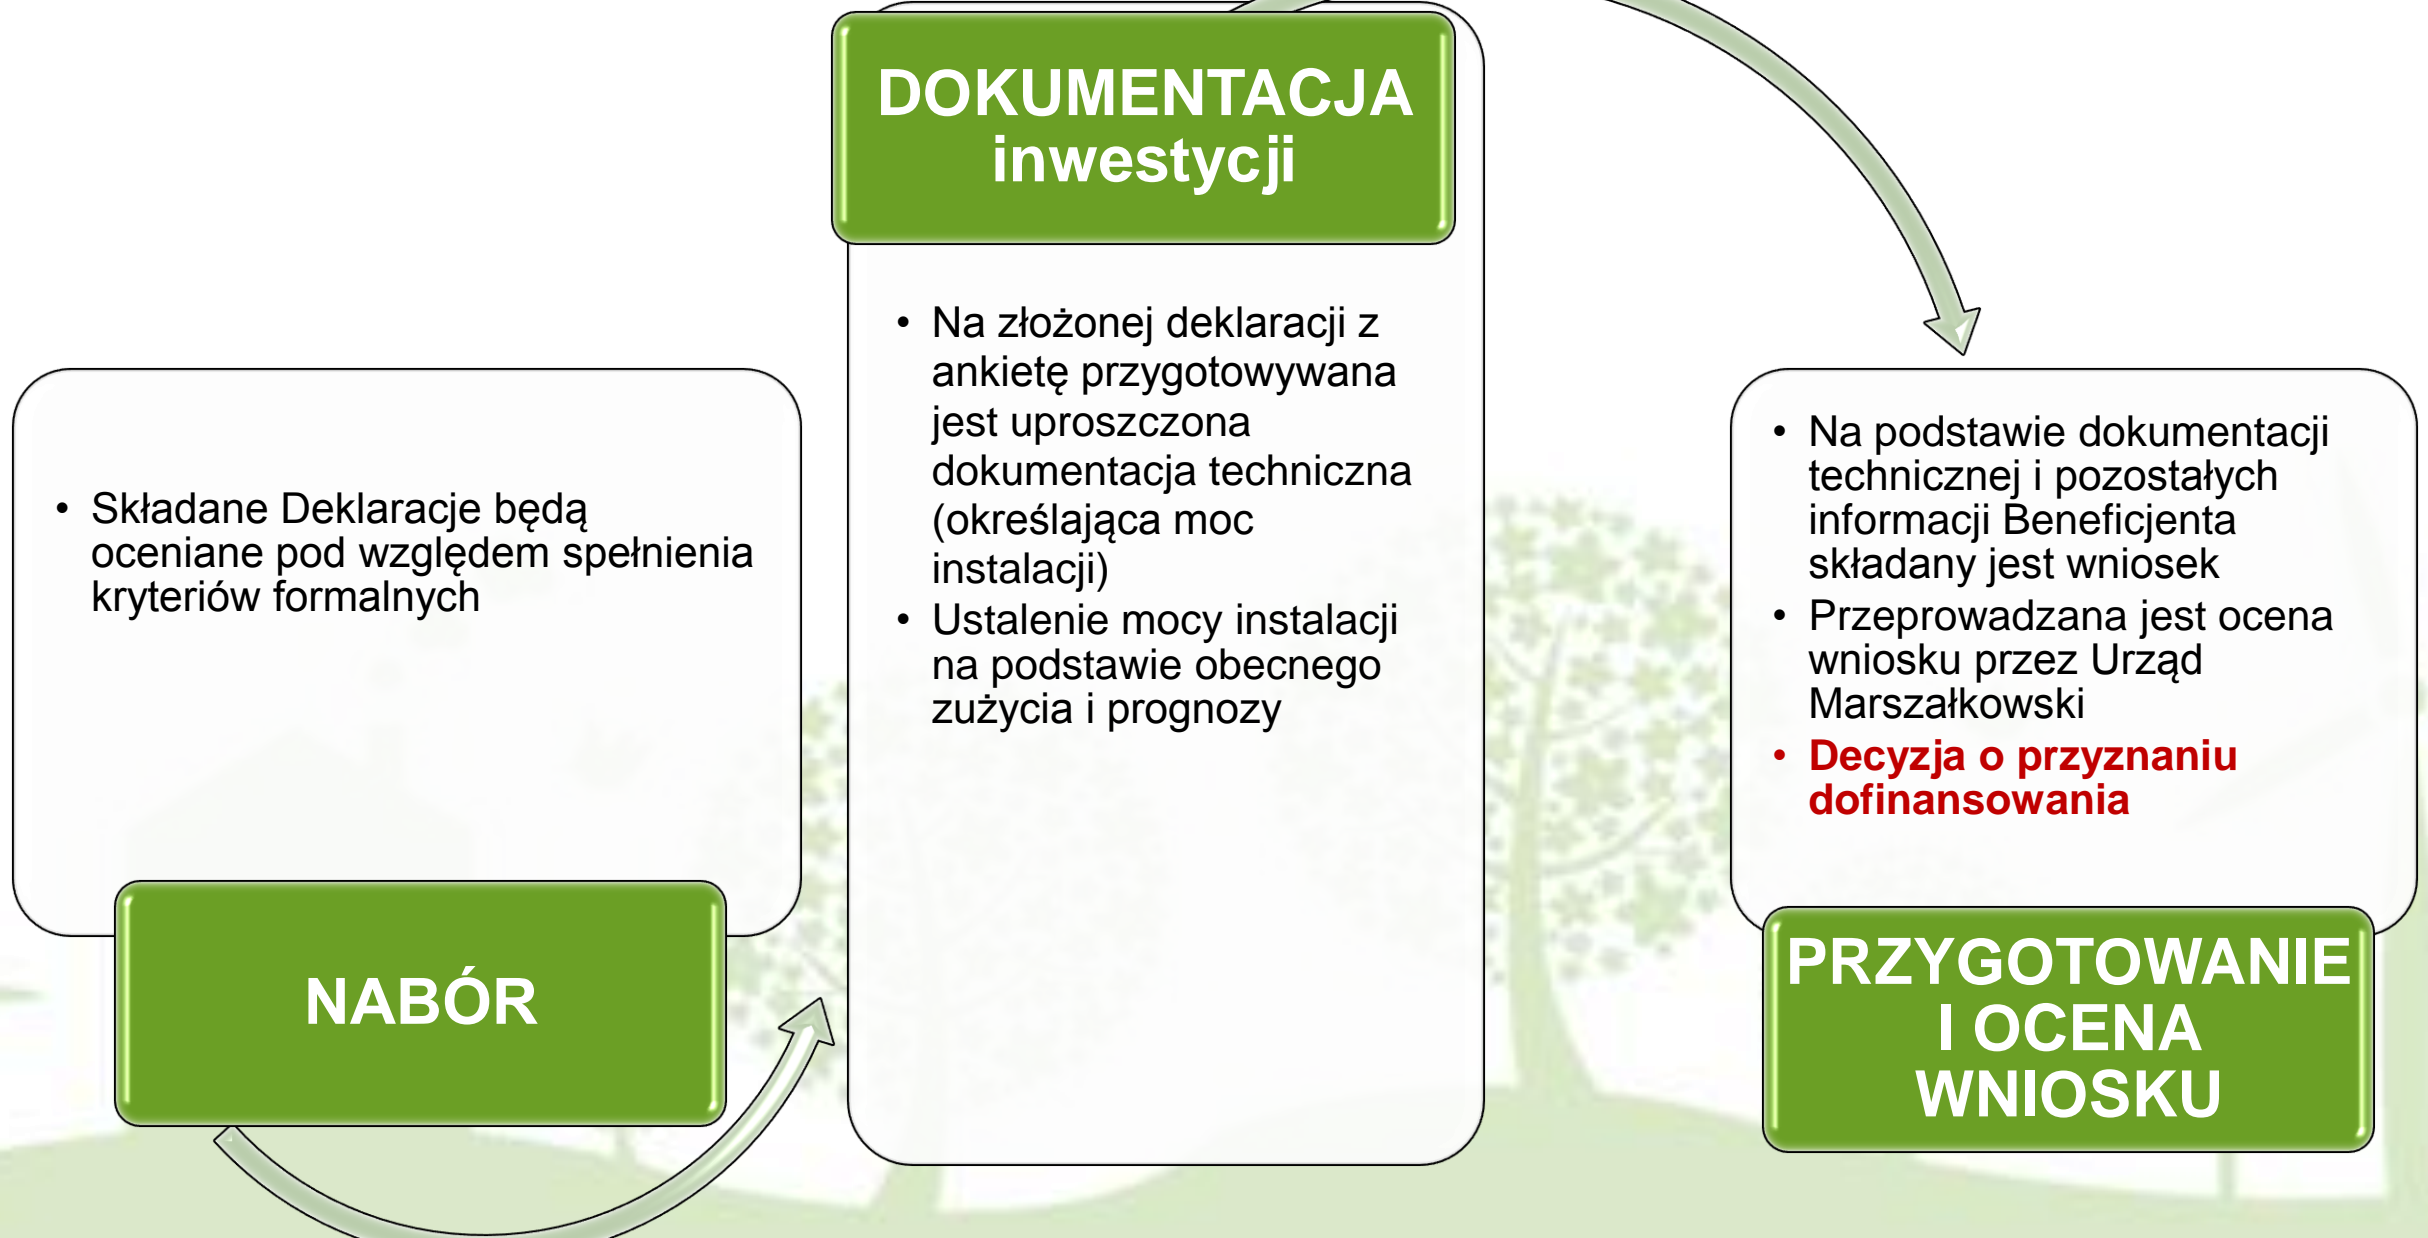 • Składane Deklaracje będą
oceniane pod względem spełnienia
kryteriów formalnych
NABÓR
DOKUMENTACJA
inwestycji
• Na złożonej deklaracji z
ankietę przygotowywana
jest uproszczona
dokumentacja techniczna
(określająca moc
instalacji)
• Ustalenie mocy instalacji
na podstawie obecnego
zużycia i prognozy
• Na podstawie dokumentacji
technicznej i pozostałych
informacji Beneficjenta
składany jest wniosek
• Przeprowadzana jest ocena
wniosku przez Urząd
Marszałkowski
• Decyzja o przyznaniu
dofinansowania
PRZYGOTOWANIE
I OCENA
WNIOSKU